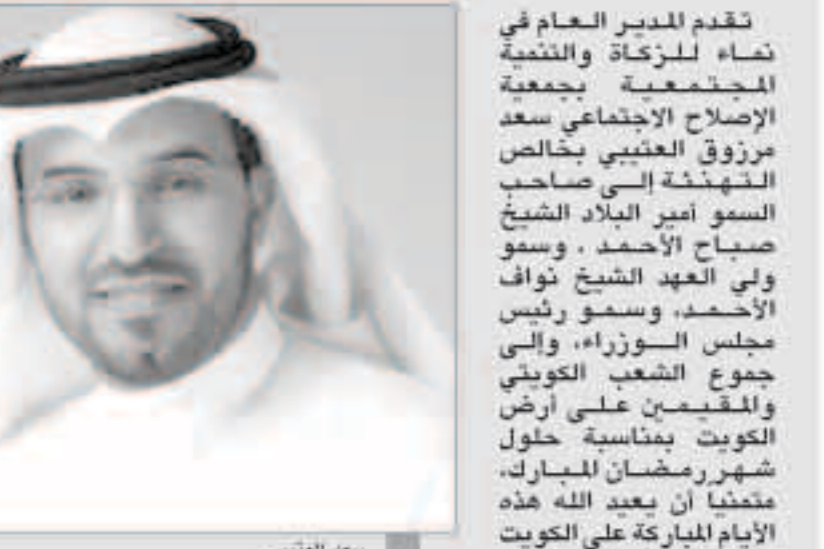 تقدم المدير العام في
نماء للزكاة والتنمية
المجتمعية بجمعية
الإصلاح الاجتماعي سعد
مرزوق العتيبي بخالص
التهنئة إلى صاحب
السمو أمير البلاد الشيخ
صباح الأحمد ، وسمو
ولي العهد الشيخ نواف
الأحمد، وسمو رئيس
مجلس الوزراء، وإلى
جموع الشعب الكويتي
والمقيمين على أرض
الكويت بمناسبة حلول
شهر رمضان المبارك،
متمنيا أن يعيد الله هذه
الأيام المباركة على الكويت